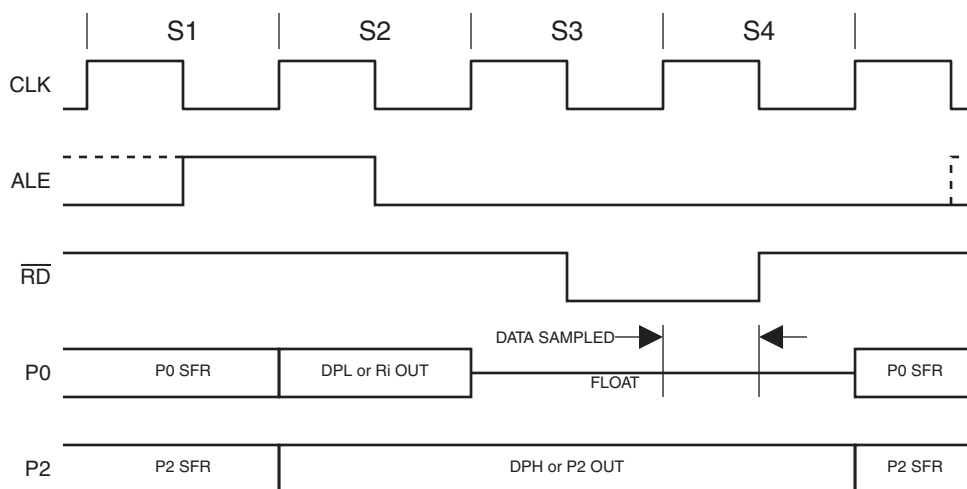 S1 S2 S3 S4
CLK
ALE
RD
DATA SAMPLED
P0 P0 SFR DPL or Ri OUT FLOAT P0 SFR
P2 P2 SFR DPH or P2 OUT P2 SFR